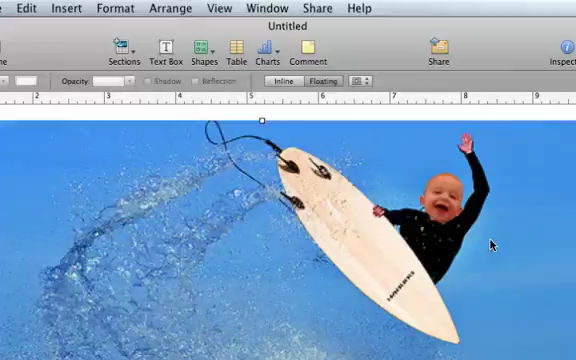 Edit Insert Format Arrange View Window Share Help
Untitled
Sections Text Box Shapes Table Charts Comment Share Inspect
Opacity: Shadow Reflection Inline Floating
2 3 4 5 6 7 8 9